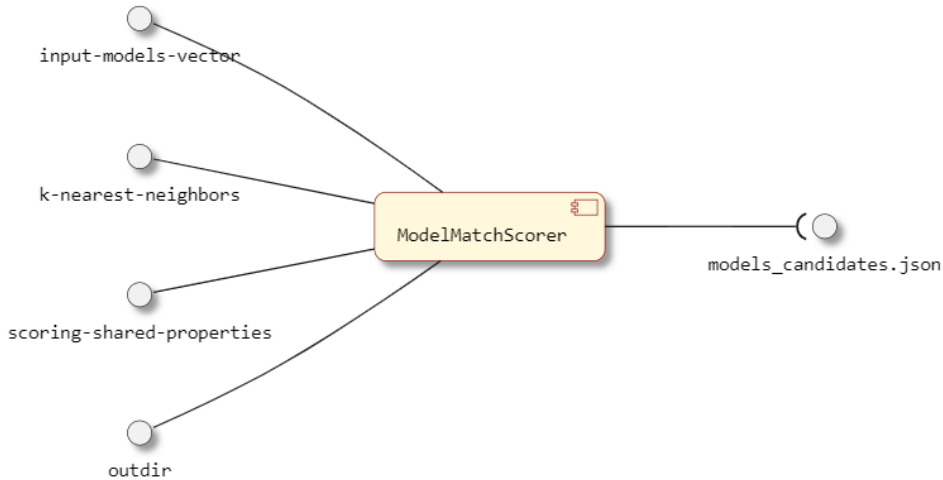 input-models-vector
k-nearest-neighbors
ModelMatchScorer
models_candidates.json
scoring-shared-properties
outdir